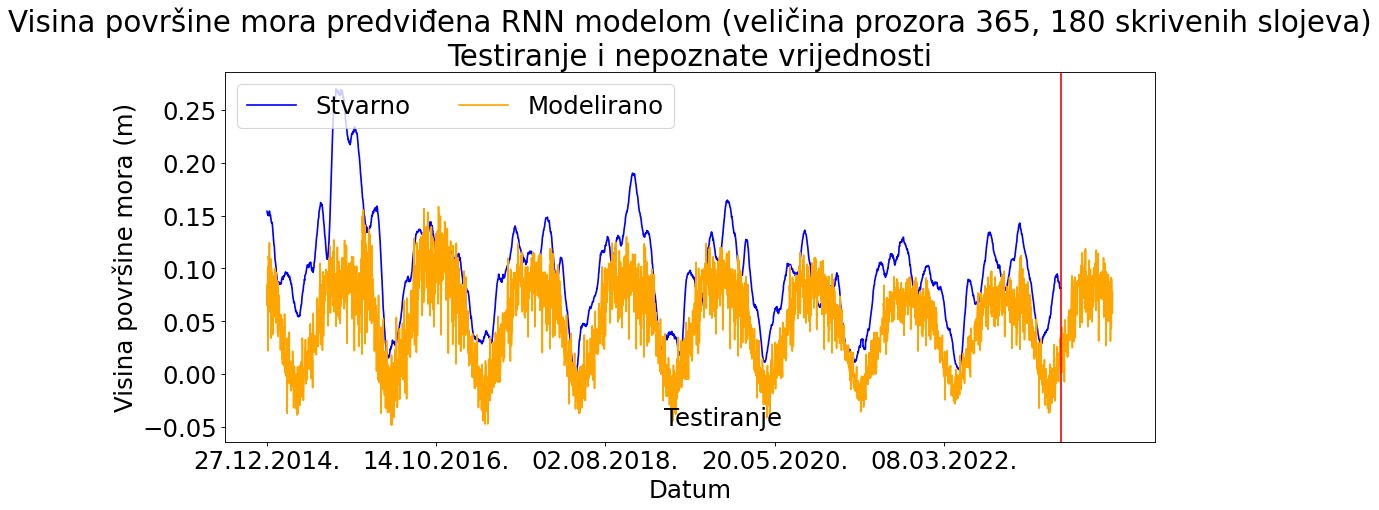 Visina površine mora predviđena RNN modelom (veličina prozora 365, 180 skrivenih slojeva)
Testiranje i nepoznate vrijednosti
Stvarno Modelirano
Visina površine mora (m)
0.25
0.20
0.15
0.10
0.05
0.00
−0.05
Testiranje
27.12.2014. 14.10.2016. 02.08.2018. 20.05.2020. 08.03.2022.
Datum